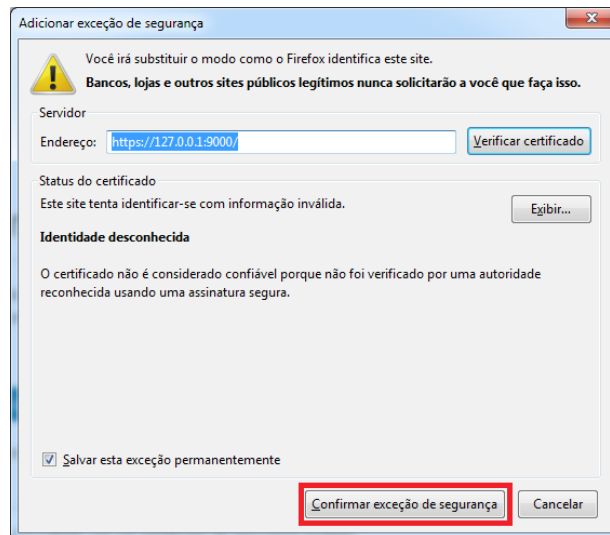 Adicionar exceção de segurança
Você irá substituir o modo como o Firefox identifica este site.
Bancos, lojas e outros sites públicos legítimos nunca solicitarão a você que faça isso.
Servidor
Endereço: https://127.0.0.1:9000/ Verificar certificado
Status do certificado
Este site tenta identificar-se com informação inválida.
Exibir...
Identidade desconhecida
O certificado não é considerado confiável porque não foi verificado por uma autoridade
reconhecida usando uma assinatura segura.
Salvar esta exceção permanentemente
Confirmar exceção de segurança Cancelar